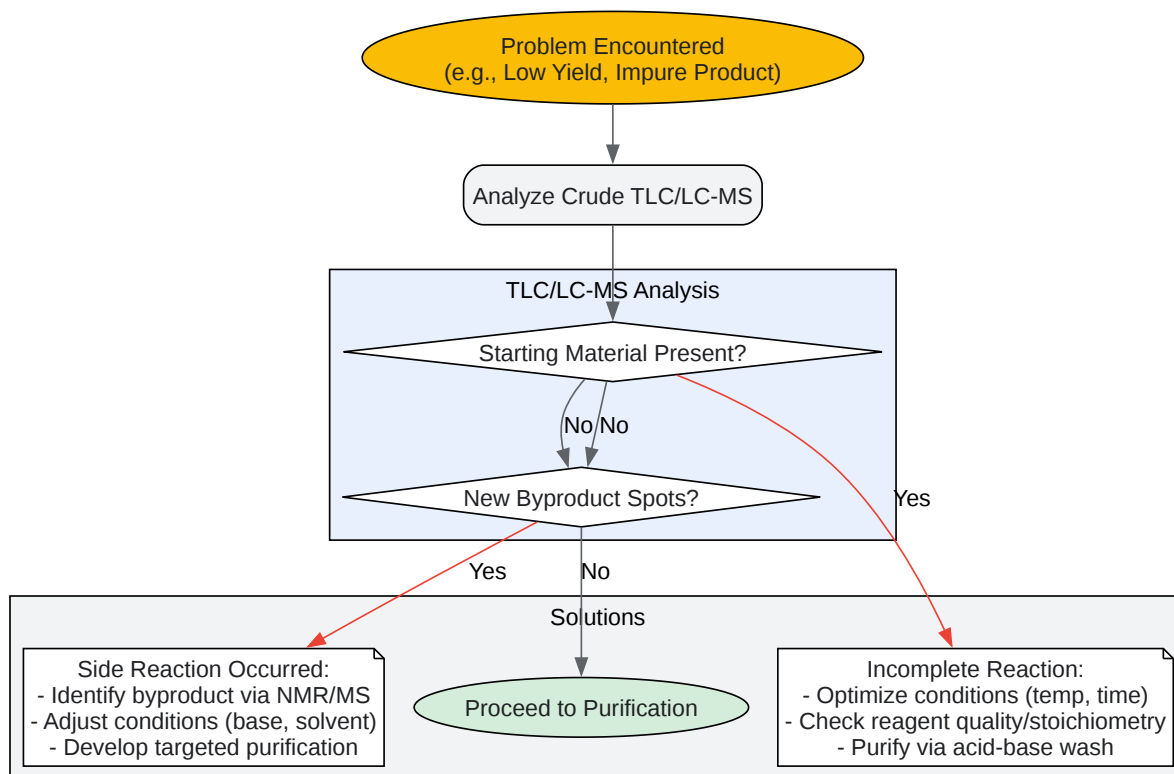 Problem Encountered
(e.g., Low Yield, Impure Product)
Analyze Crude TLC/LC-MS
TLC/LC-MS Analysis
Starting Material Present?
No
No
New Byproduct Spots?
Yes
Yes
No
Solutions
Side Reaction Occurred:
- Identify byproduct via NMR/MS
- Adjust conditions (base, solvent)
- Develop targeted purification
Proceed to Purification
Incomplete Reaction:
- Optimize conditions (temp, time)
- Check reagent quality/stoichiometry
- Purify via acid-base wash